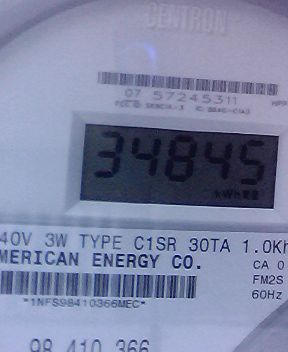 CENTRON
07 57245311
34845
kWh
40V 3W TYPE C1SR 30TA 1.0Kh
MERICAN ENERGY CO.
CA 0
FM2S
60Hz
*1NFS98410366MEC*
98 410 366